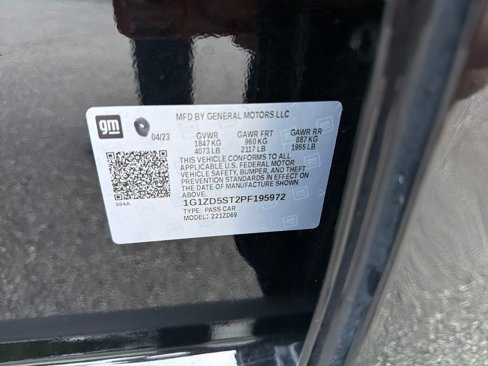 MFD BY GENERAL MOTORS LLC
gm
04/23
GVWR GAWR FRT GAWR RR
1847 KG 960 KG 887 KG
4073 LB 2117 LB 1955 LB
THIS VEHICLE CONFORMS TO ALL
APPLICABLE U.S. FEDERAL MOTOR
VEHICLE SAFETY, BUMPER, AND THEFT
PREVENTION STANDARDS IN EFFECT ON
THE DATE OF MANUFACTURE SHOWN
ABOVE.
1G1ZD5ST2PF195972
TYPE: PASS CAR
MODEL: 221ZD69
384A